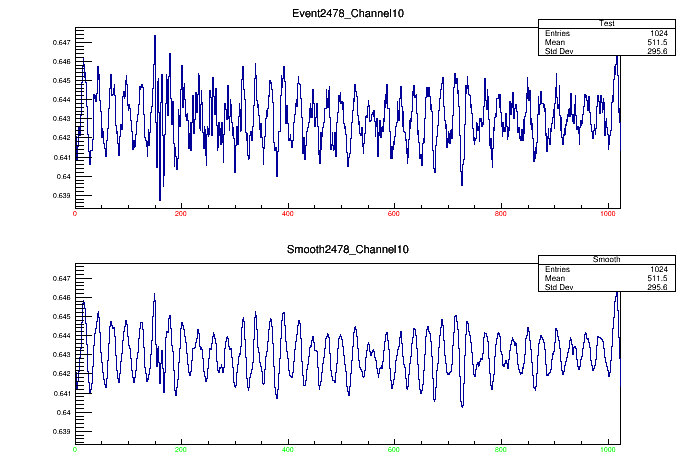 Event2478_Channel10
Test
Entries 1024
Mean 511.5
Std Dev 295.6
0.647
0.646
0.645
0.644
0.643
0.642
0.641
0.64
0.639
0 200 400 600 800 1000
Smooth2478_Channel10
Smooth
Entries 1024
Mean 511.5
Std Dev 295.6
0.647
0.646
0.645
0.644
0.643
0.642
0.641
0.64
0.639
0 200 400 600 800 1000